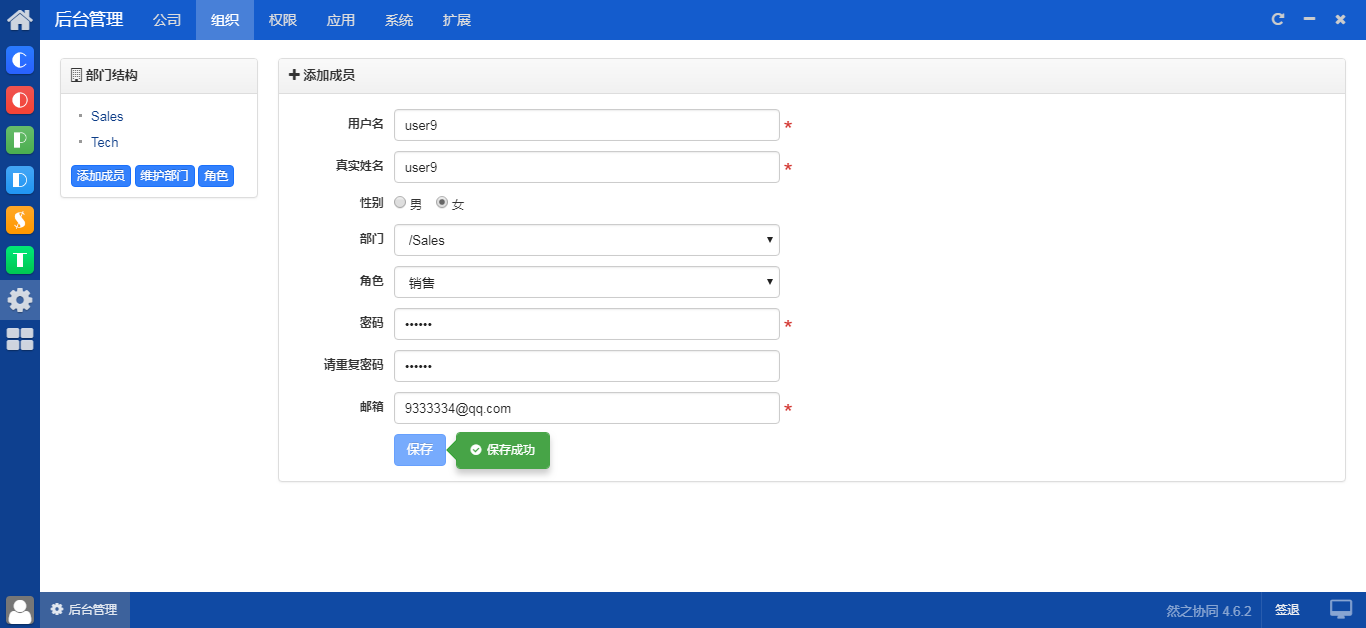 后台管理 公司 组织 权限 应用 系统 扩展
部门结构
Sales
Tech
添加成员 维护部门 角色
添加成员
用户名 user9 *
真实姓名 user9 *
性别 男 女
部门 /Sales
角色 销售
密码 •••••• *
请重复密码 ••••••
邮箱 9333334@qq.com *
保存 保存成功
后台管理 然之协同 4.6.2 签退